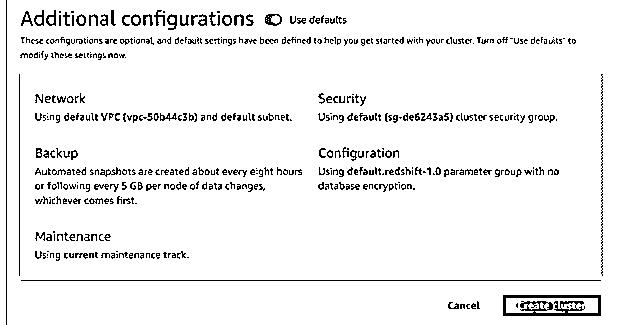 Additional configurations Use defaults
These configurations are optional, and default settings have been defined to help you get started with your cluster. Turn off "Use defaults" to
modify these settings now.
Network
Using default VPC (vpc-50b44c3b) and default subnet.
Security
Using default (sg-de6243a5) cluster security group.
Backup
Automated snapshots are created about every eight hours
or following every 5 GB per node of data changes,
whichever comes first.
Configuration
Using default.redshift-1.0 parameter group with no
database encryption.
Maintenance
Using current maintenance track.
Cancel
Create cluster